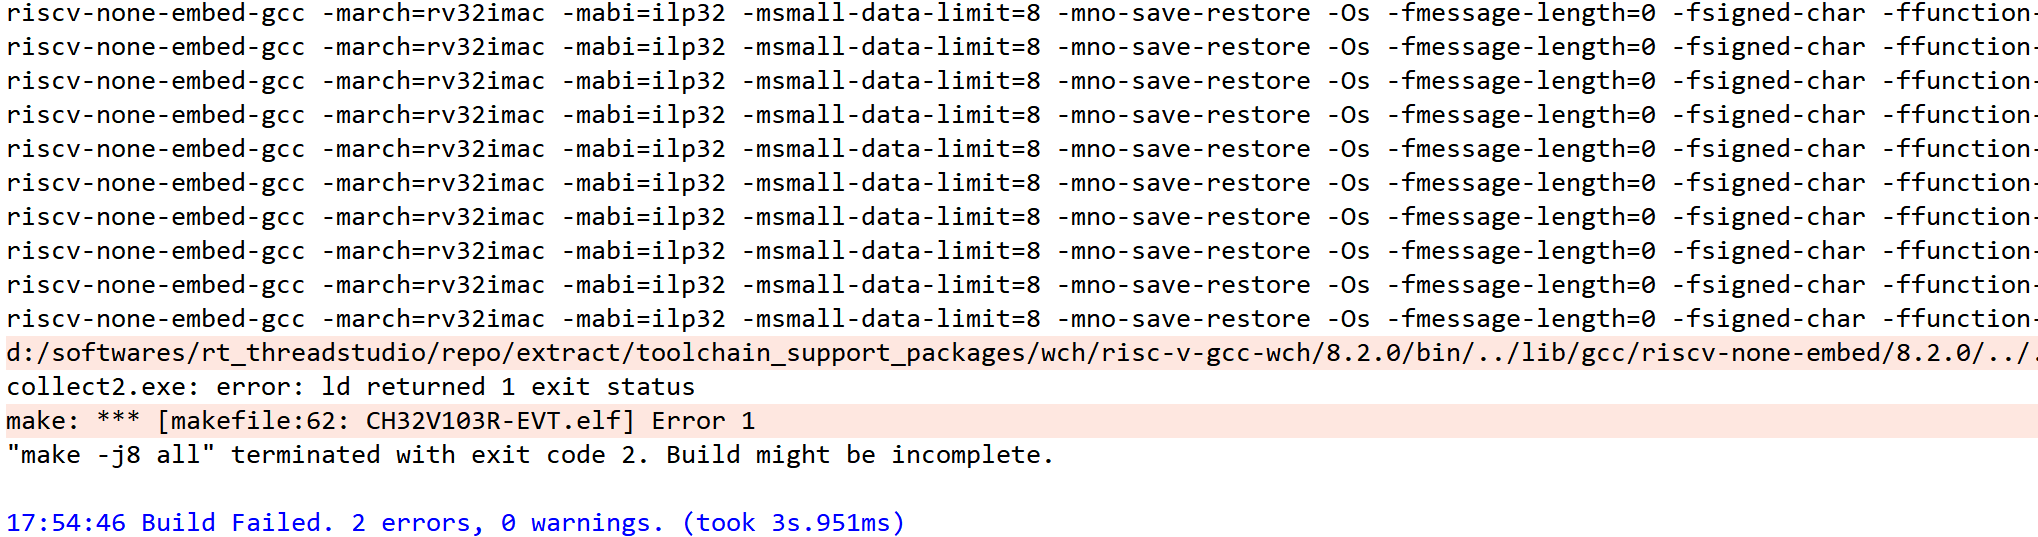 riscv-none-embed-gcc -march=rv32imac -mabi=ilp32 -msmall-data-limit=8 -mno-save-restore -Os -fmessage-length=0 -fsigned-char -ffunction-
riscv-none-embed-gcc -march=rv32imac -mabi=ilp32 -msmall-data-limit=8 -mno-save-restore -Os -fmessage-length=0 -fsigned-char -ffunction-
riscv-none-embed-gcc -march=rv32imac -mabi=ilp32 -msmall-data-limit=8 -mno-save-restore -Os -fmessage-length=0 -fsigned-char -ffunction-
riscv-none-embed-gcc -march=rv32imac -mabi=ilp32 -msmall-data-limit=8 -mno-save-restore -Os -fmessage-length=0 -fsigned-char -ffunction-
riscv-none-embed-gcc -march=rv32imac -mabi=ilp32 -msmall-data-limit=8 -mno-save-restore -Os -fmessage-length=0 -fsigned-char -ffunction-
riscv-none-embed-gcc -march=rv32imac -mabi=ilp32 -msmall-data-limit=8 -mno-save-restore -Os -fmessage-length=0 -fsigned-char -ffunction-
riscv-none-embed-gcc -march=rv32imac -mabi=ilp32 -msmall-data-limit=8 -mno-save-restore -Os -fmessage-length=0 -fsigned-char -ffunction-
riscv-none-embed-gcc -march=rv32imac -mabi=ilp32 -msmall-data-limit=8 -mno-save-restore -Os -fmessage-length=0 -fsigned-char -ffunction-
riscv-none-embed-gcc -march=rv32imac -mabi=ilp32 -msmall-data-limit=8 -mno-save-restore -Os -fmessage-length=0 -fsigned-char -ffunction-
riscv-none-embed-gcc -march=rv32imac -mabi=ilp32 -msmall-data-limit=8 -mno-save-restore -Os -fmessage-length=0 -fsigned-char -ffunction-
d:/softwares/rt_threadstudio/repo/extract/toolchain_support_packages/wch/risc-v-gcc-wch/8.2.0/bin/../lib/gcc/riscv-none-embed/8.2.0/../.
collect2.exe: error: ld returned 1 exit status
make: *** [makefile:62: CH32V103R-EVT.elf] Error 1
"make -j8 all" terminated with exit code 2. Build might be incomplete.
17:54:46 Build Failed. 2 errors, 0 warnings. (took 3s.951ms)